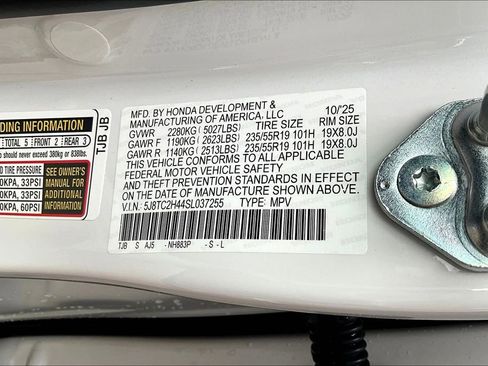 DING INFORMATION
TOTAL 5 FRONT 2 REAR 3
should never exceed 380kg or 838lbs.
TIRE PRESSURE
KPA, 33PSI
KPA, 33PSI
KPA, 60PSI
SEE OWNER'S
MANUAL FOR
ADDITIONAL
INFORMATION
TJB JB
MFD. BY HONDA DEVELOPMENT &
MANUFACTURING OF AMERICA, LLC 10/'25
GVWR 2280KG (5027LBS) TIRE SIZE RIM SIZE
GAWR F 1190KG (2623LBS) 235/55R19 101H 19X8.0J
GAWR R 1140KG (2513LBS) 235/55R19 101H 19X8.0J
THIS VEHICLE CONFORMS TO ALL APPLICABLE
FEDERAL MOTOR VEHICLE SAFETY
AND THEFT PREVENTION STANDARDS IN EFFECT
ON THE DATE OF MANUFACTURE SHOWN ABOVE.
V.I.N: 5J8TC2H44SL037255 TYPE: MPV
TJB S AJ5 -NH883P -S-L